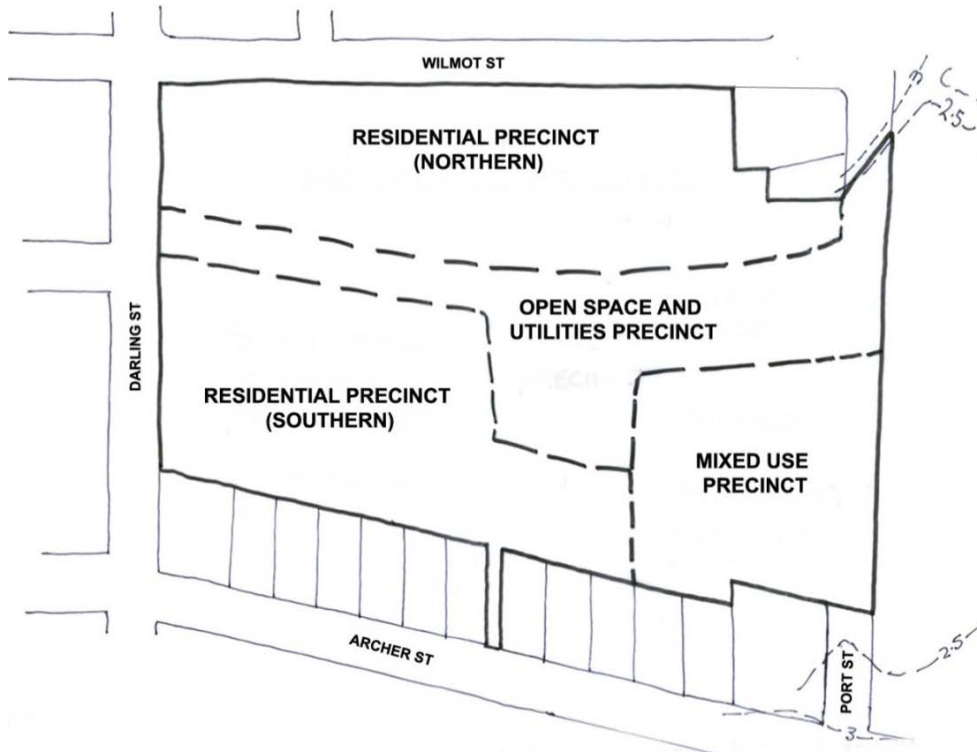 WILMOT ST
RESIDENTIAL PRECINCT
(NORTHERN)
3
C
2.5
OPEN SPACE AND
UTILITIES PRECINCT
DARLING ST
RESIDENTIAL PRECINCT
(SOUTHERN)
MIXED USE
PRECINCT
ARCHER ST
PORT ST
2.5
3